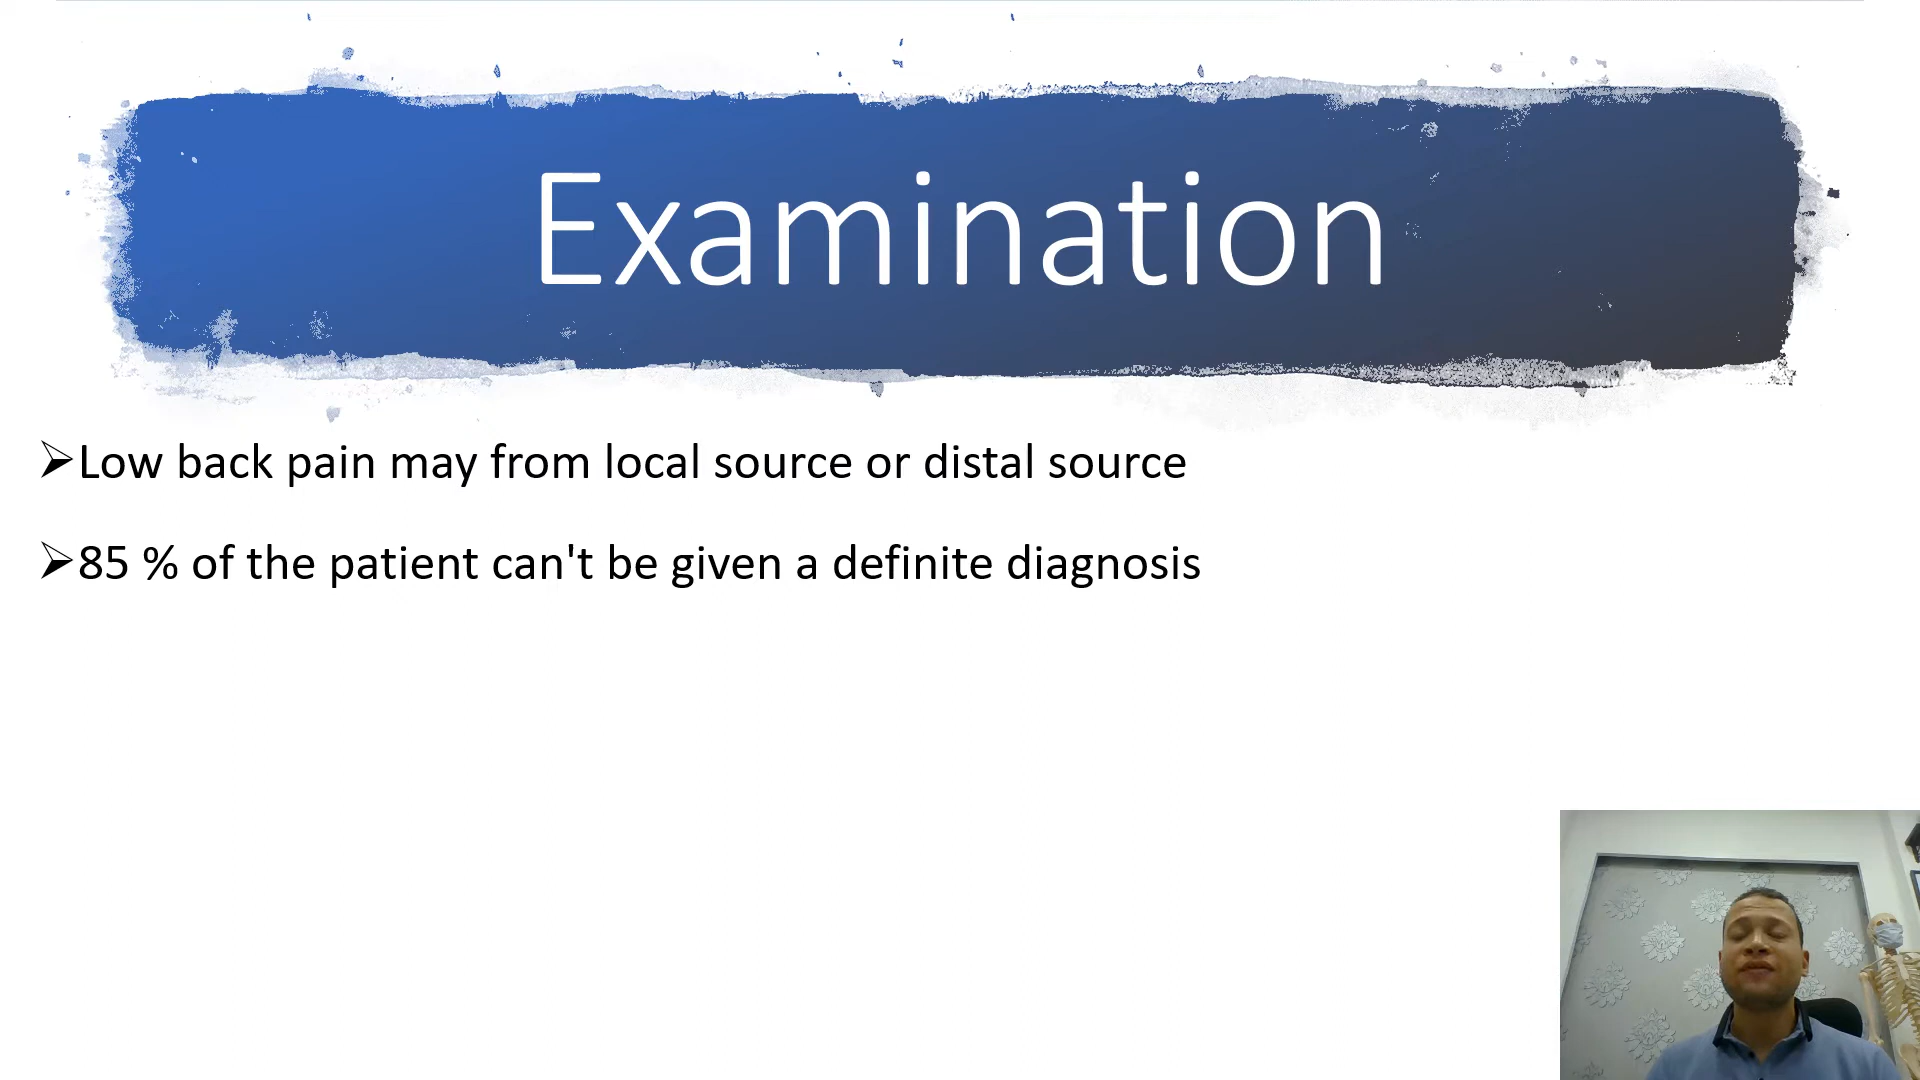 Examination
➢Low back pain may from local source or distal source
➢85 % of the patient can't be given a definite diagnosis